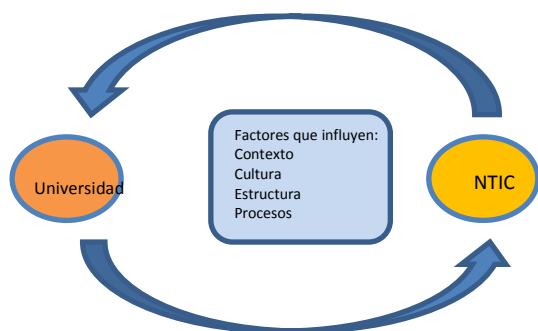 Universidad
Factores que influyen:
Contexto
Cultura
Estructura
Procesos
NTIC